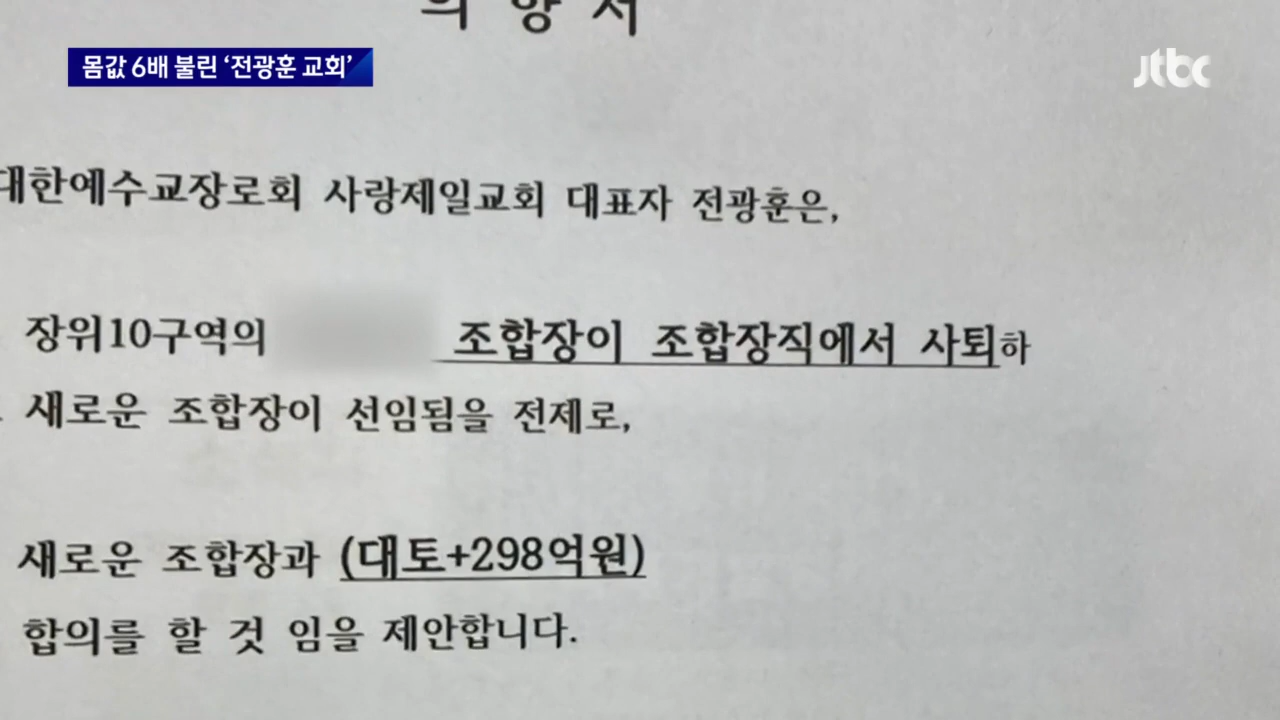 의 향 서
몸값 6배 불린 ‘전광훈 교회’
jtbc
대한예수교장로회 사랑제일교회 대표자 전광훈은,
장위10구역의 조합장이 조합장직에서 사퇴하
새로운 조합장이 선임됨을 전제로,
새로운 조합장과 (대토+298억원)
합의를 할 것 임을 제안합니다.